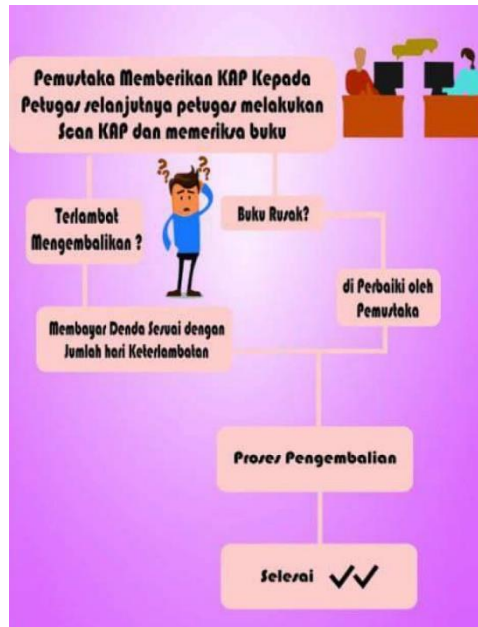 Pemustaka Memberikan KAP Kepada
Petugas selanjutnya petugas melakukan
Scan KAP dan memeriksa buku
? ? ? ?
Terlambat
Mengembalikan ?
Buku Rusak?
di Perbaiki oleh
Pemustaka
Membayar Denda Sesuai dengan
Jumlah hari Keterlambatan
Proses Pengembalian
Selesai